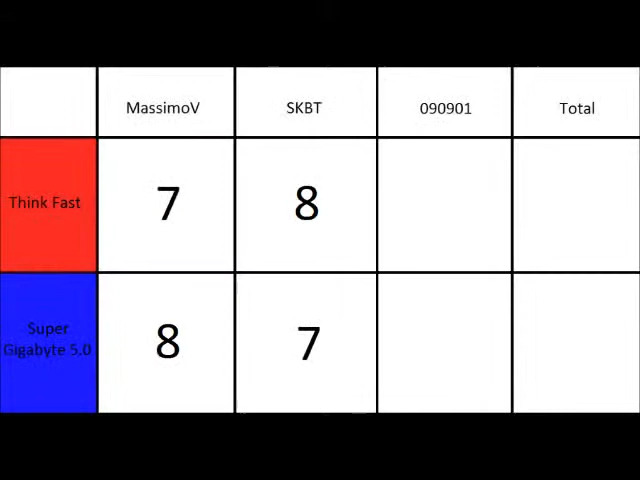 MassimoV SKBT 090901 Total
Think Fast 7 8
Super
Gigabyte 5.0 8 7